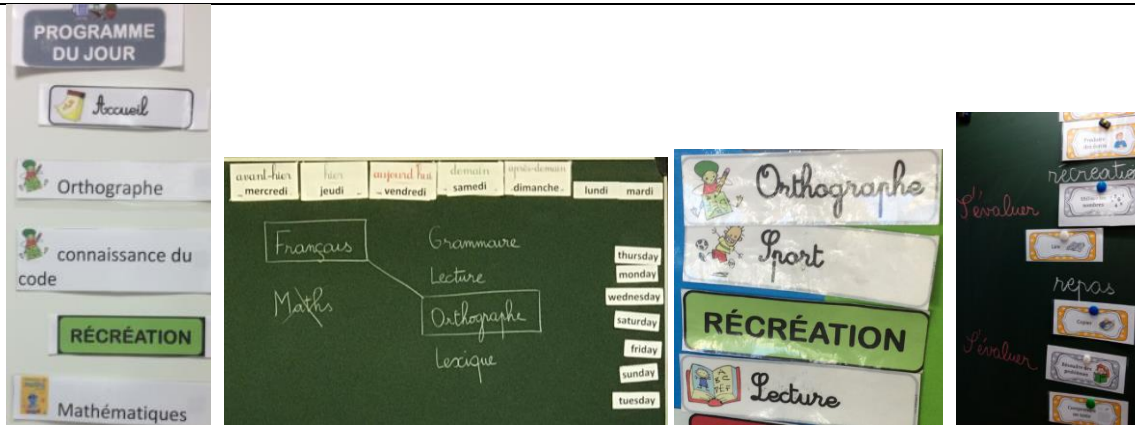 PROGRAMME
DU JOUR
Accueil
Orthographe
connaissance du
code
RÉCRÉATION
Mathématiques
avant-hier hier aujourd'hui demain après-demain
mercredi jeudi vendredi samedi dimanche lundi mardi
Français
Maths
Grammaire
Lecture
Orthographe
Lexique
thursday
monday
wednesday
saturday
friday
sunday
tuesday
Orthographe
Sport
RÉCRÉATION
Lecture
récréation
S'évaluer
Lire
repas
Copier
S'évaluer